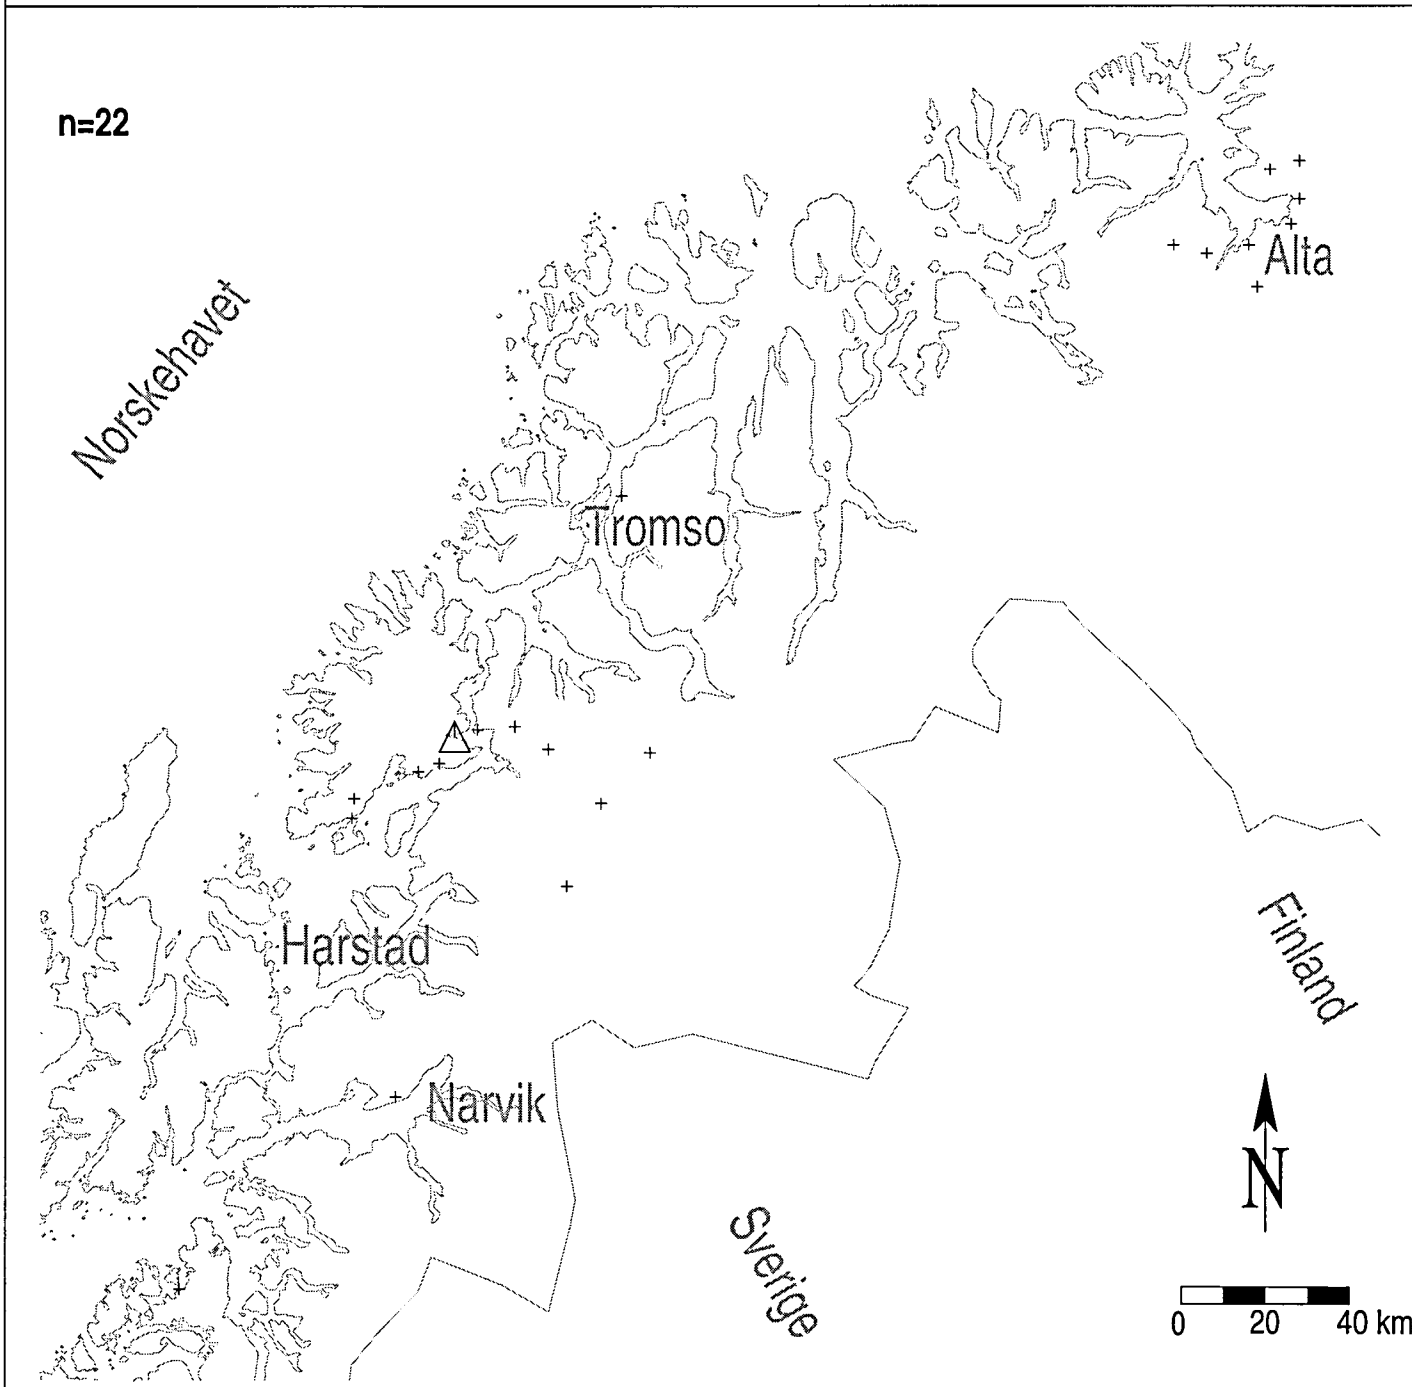 n=22
Norskehavet
Alta
Tromso
Harstad
Narvik
Finland
Sverige
N
0 20 40 km